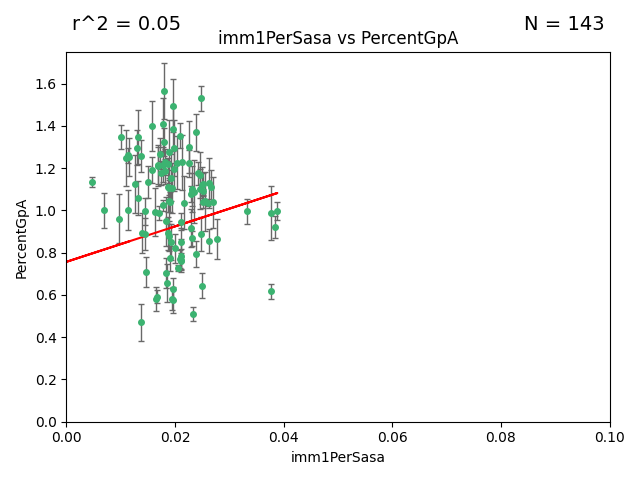 r^2 = 0.05
N = 143
imm1PerSasa vs PercentGpA
PercentGpA
1.6
1.4
1.2
1.0
0.8
0.6
0.4
0.2
0.0
0.00 0.02 0.04 0.06 0.08 0.10
imm1PerSasa